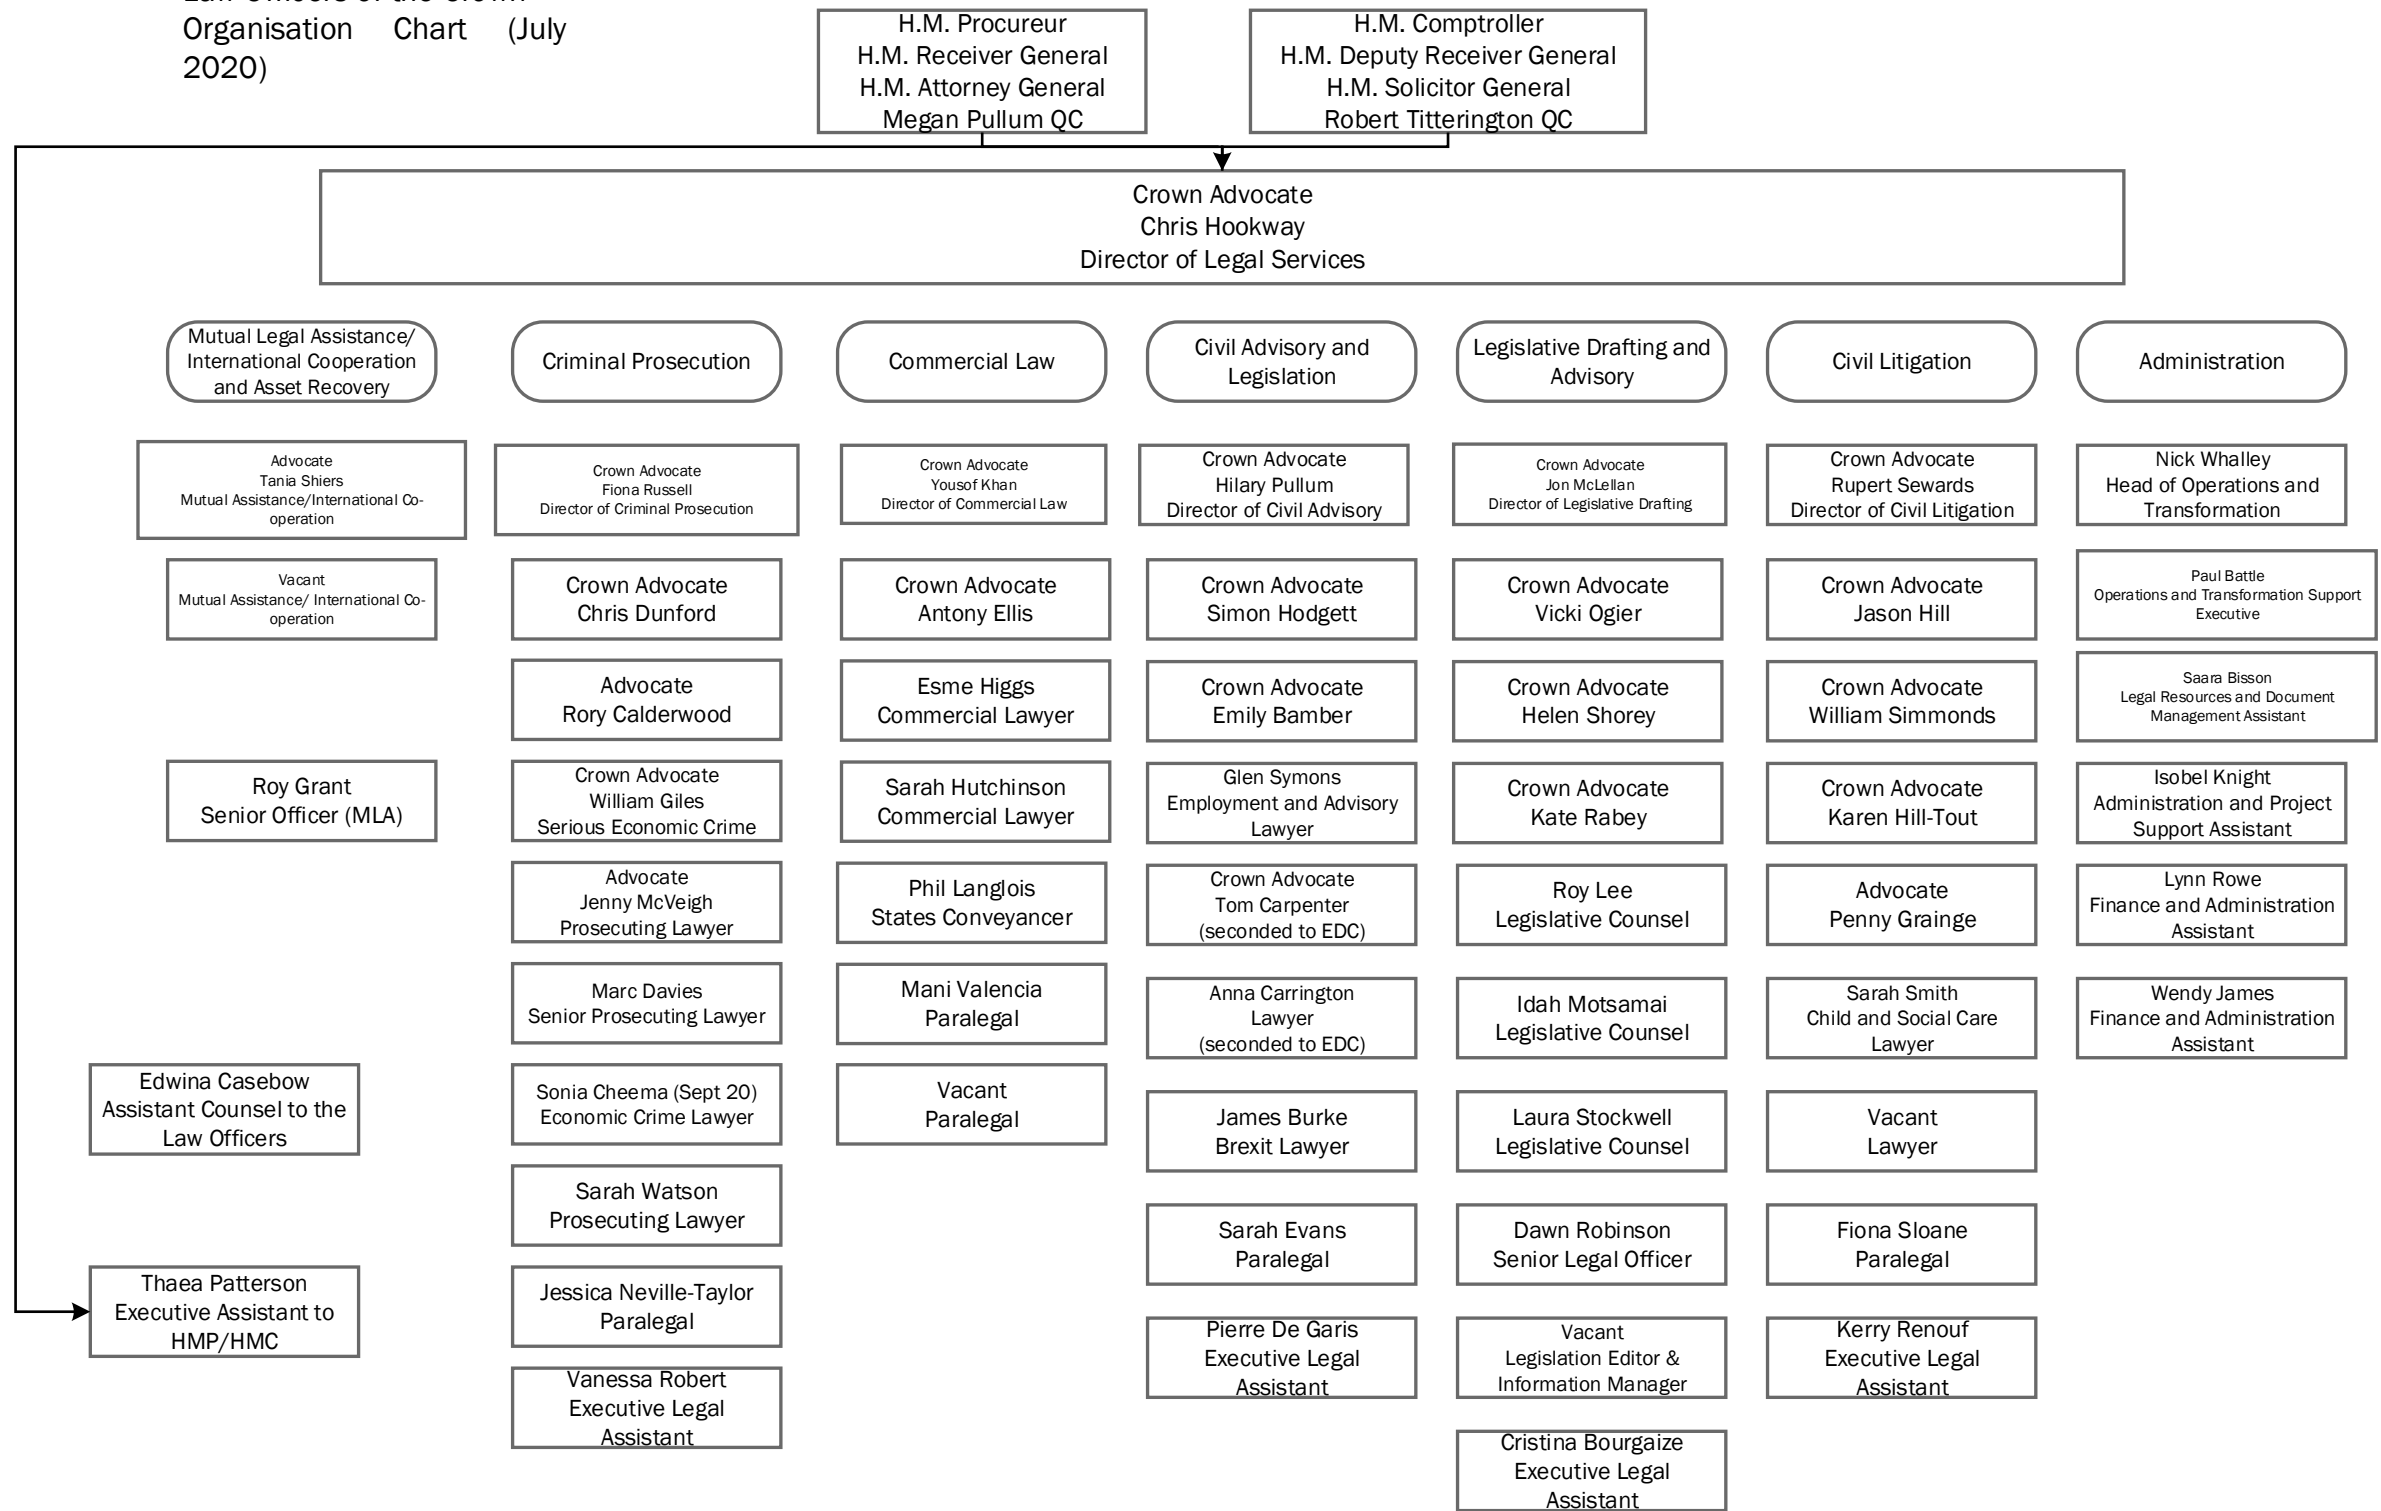 Organisation Chart (July
2020)
H.M. Procureur
H.M. Receiver General
H.M. Attorney General
Megan Pullum QC
H.M. Comptroller
H.M. Deputy Receiver General
H.M. Solicitor General
Robert Titterington QC
Crown Advocate
Chris Hookway
Director of Legal Services
Mutual Legal Assistance/
International Cooperation
and Asset Recovery
Advocate
Tania Shiers
Mutual Assistance/International Co-
operation
Vacant
Mutual Assistance/ International Co-
operation
Roy Grant
Senior Officer (MLA)
Edwina Casebow
Assistant Counsel to the
Law Officers
Thaea Patterson
Executive Assistant to
HMP/HMC
Criminal Prosecution
Crown Advocate
Fiona Russell
Director of Criminal Prosecution
Crown Advocate
Chris Dunford
Advocate
Rory Calderwood
Crown Advocate
William Giles
Serious Economic Crime
Advocate
Jenny McVeigh
Prosecuting Lawyer
Marc Davies
Senior Prosecuting Lawyer
Sonia Cheema (Sept 20)
Economic Crime Lawyer
Sarah Watson
Prosecuting Lawyer
Jessica Neville-Taylor
Paralegal
Vanessa Robert
Executive Legal
Assistant
Commercial Law
Crown Advocate
Yousof Khan
Director of Commercial Law
Crown Advocate
Antony Ellis
Esme Higgs
Commercial Lawyer
Sarah Hutchinson
Commercial Lawyer
Phil Langlois
States Conveyancer
Mani Valencia
Paralegal
Vacant
Paralegal
Civil Advisory and
Legislation
Crown Advocate
Hilary Pullum
Director of Civil Advisory
Crown Advocate
Simon Hodgett
Crown Advocate
Emily Bamber
Glen Symons
Employment and Advisory
Lawyer
Crown Advocate
Tom Carpenter
(seconded to EDC)
Anna Carrington
Lawyer
(seconded to EDC)
James Burke
Brexit Lawyer
Sarah Evans
Paralegal
Pierre De Garis
Executive Legal
Assistant
Legislative Drafting and
Advisory
Crown Advocate
Jon McLellan
Director of Legislative Drafting
Crown Advocate
Vicki Ogier
Crown Advocate
Helen Shorey
Crown Advocate
Kate Rabey
Roy Lee
Legislative Counsel
Idah Motsamai
Legislative Counsel
Laura Stockwell
Legislative Counsel
Dawn Robinson
Senior Legal Officer
Vacant
Legislation Editor &
Information Manager
Cristina Bourgaize
Executive Legal
Assistant
Civil Litigation
Crown Advocate
Rupert Sewards
Director of Civil Litigation
Crown Advocate
Jason Hill
Crown Advocate
William Simmonds
Crown Advocate
Karen Hill-Tout
Advocate
Penny Grainge
Sarah Smith
Child and Social Care
Lawyer
Vacant
Lawyer
Fiona Sloane
Paralegal
Kerry Renouf
Executive Legal
Assistant
Administration
Nick Whalley
Head of Operations and
Transformation
Paul Battle
Operations and Transformation Support
Executive
Saara Bisson
Legal Resources and Document
Management Assistant
Isobel Knight
Administration and Project
Support Assistant
Lynn Rowe
Finance and Administration
Assistant
Wendy James
Finance and Administration
Assistant